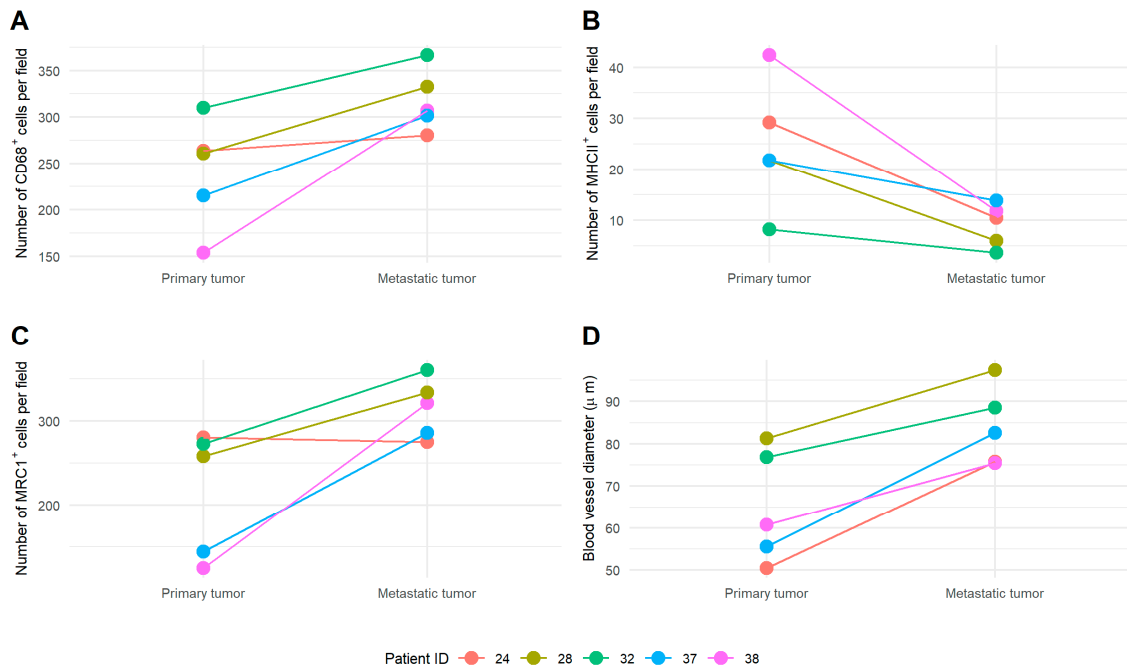 A
Number of CD68⁺ cells per field
350
300
250
200
150
Primary tumor
Metastatic tumor
B
Number of MHCII⁺ cells per field
40
30
20
10
Primary tumor
Metastatic tumor
C
Number of MRC1⁺ cells per field
300
200
Primary tumor
Metastatic tumor
D
Blood vessel diameter (μ m)
90
80
70
60
50
Primary tumor
Metastatic tumor
Patient ID 24 28 32 37 38